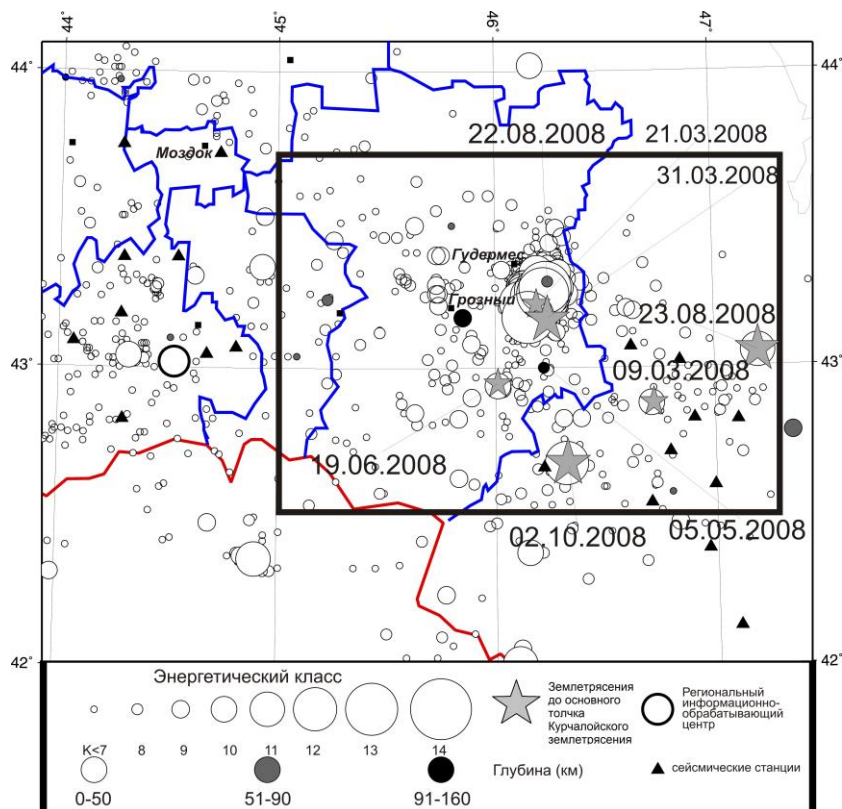 44° 45° 46° 47°
44° 44°
22.08.2008 21.03.2008
Моздок
31.03.2008
Гудермес
Грозный
23.08.2008
43° 43°
09.03.2008
19.06.2008
02.10.2008 05.05.2008
42° 42°
Энергетический класс
K<7 8 9 10 11 12 13 14
0-50 51-90 91-160
Глубина (км)
Землетрясения
до основного
толчка
Курчалойского
землетрясения
Региональный
информационно-
обрабатывающий
центр
сейсмические станции